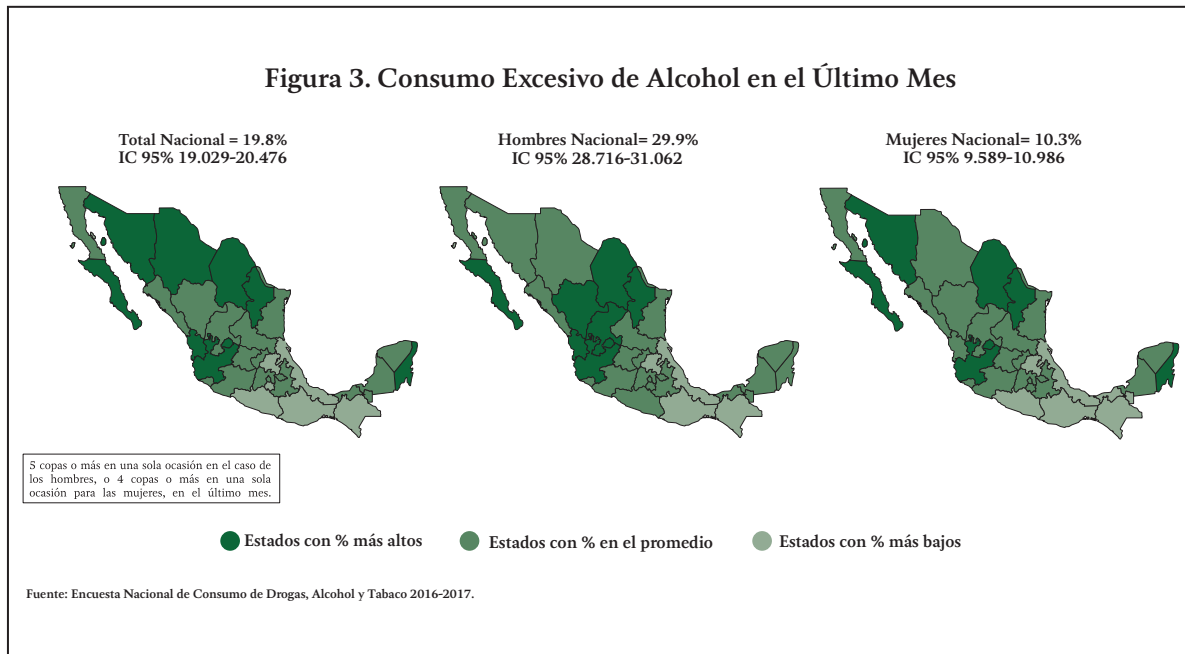 Figura 3. Consumo Excesivo de Alcohol en el Último Mes
Total Nacional = 19.8%
IC 95% 19.029-20.476
Hombres Nacional= 29.9%
IC 95% 28.716-31.062
Mujeres Nacional= 10.3%
IC 95% 9.589-10.986
5 copas o más en una sola ocasión en el caso de
los hombres, o 4 copas o más en una sola
ocasión para las mujeres, en el último mes.
Estados con % más altos
Estados con % en el promedio
Estados con % más bajos
Fuente: Encuesta Nacional de Consumo de Drogas, Alcohol y Tabaco 2016-2017.